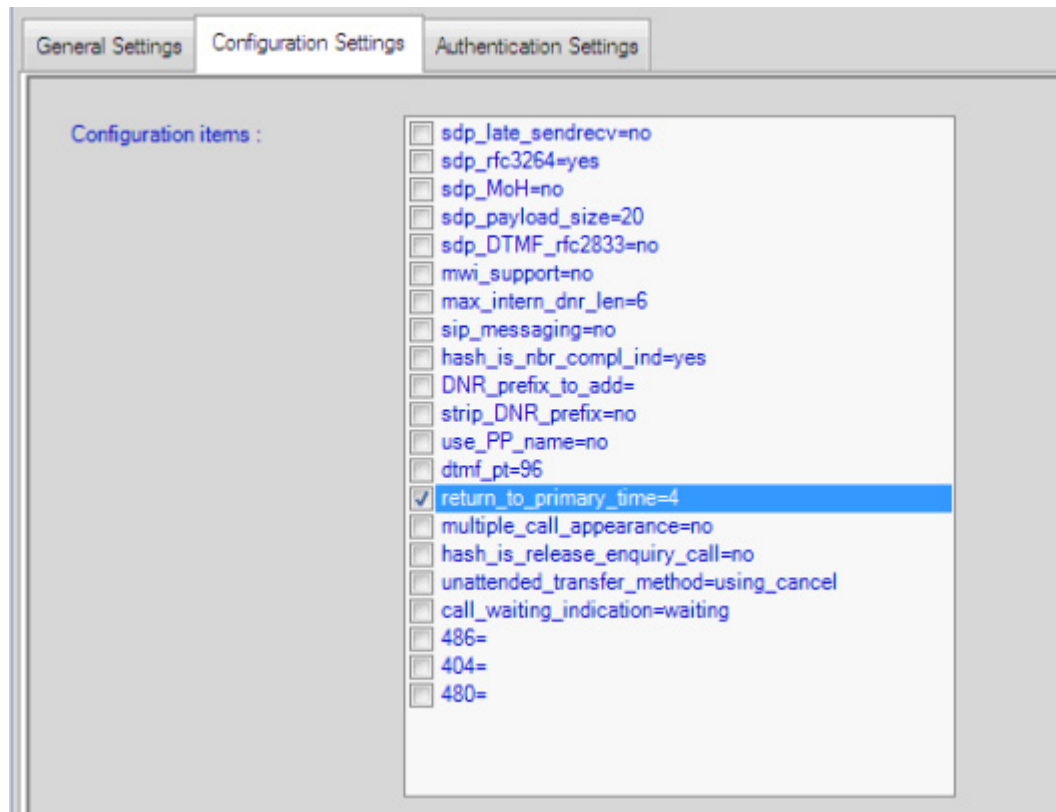 General Settings
Configuration Settings
Authentication Settings
Configuration items :
sdp_late_sendrecv=no
sdp_rfc3264=yes
sdp_MoH=no
sdp_payload_size=20
sdp_DTMF_rfc2833=no
mwi_support=no
max_intern_dnr_len=6
sip_messaging=no
hash_is_nbr_compl_ind=yes
DNR_prefix_to_add=
strip_DNR_prefix=no
use_PP_name=no
dtmf_pt=96
return_to_primary_time=4
multiple_call_appearance=no
hash_is_release_enquiry_call=no
unattended_transfer_method=using_cancel
call_waiting_indication=waiting
486=
404=
480=